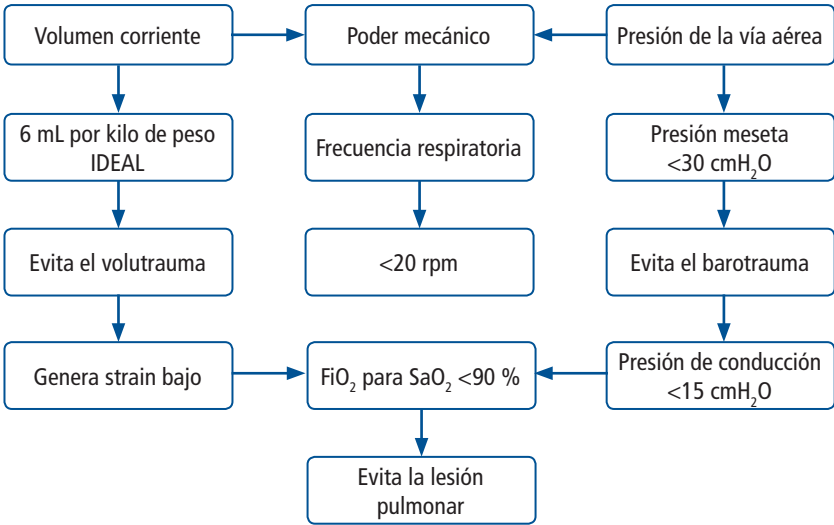 Volumen corriente
Poder mecánico
Presión de la vía aérea
6 mL por kilo de peso
IDEAL
Frecuencia respiratoria
Presión meseta
<30 cmH₂O
Evita el volutrauma
<20 rpm
Evita el barotrauma
Genera strain bajo
FiO₂ para SaO₂ <90 %
Presión de conducción
<15 cmH₂O
Evita la lesión
pulmonar